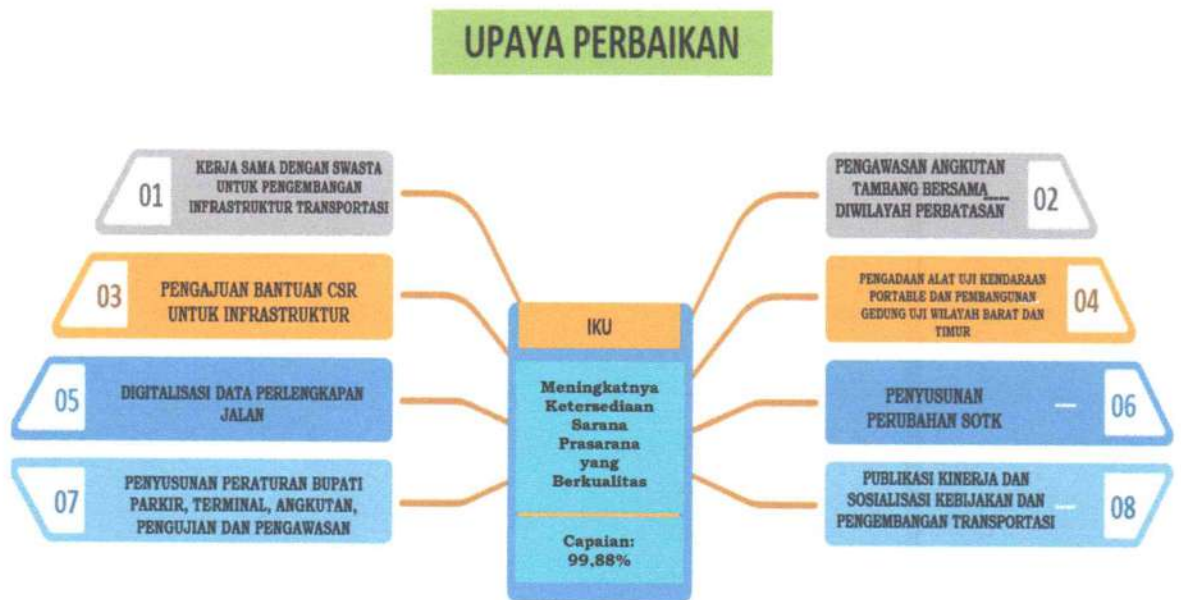 UPAYA PERBAIKAN
01
KERJA SAMA DENGAN SWASTA
UNTUK PENGEMBANGAN
INFRASTRUKTUR TRANSPORTASI
PENGAWASAN ANGKUTAN
TAMBANG BERSAMA
DIWILAYAH PERBATASAN
02
03
PENGAJUAN BANTUAN CSR
UNTUK INFRASTRUKTUR
PENGADAAN ALAT UJI KENDARAAN
PORTABLE DAN PEMBANGUNAN
GEDUNG UJI WILAYAH BARAT DAN
TIMUR
04
05
DIGITALISASI DATA PERLENGKAPAN
JALAN
PENYUSUNAN
PERUBAHAN SOTK
06
07
PENYUSUNAN PERATURAN BUPATI
PARKIR, TERMINAL, ANGKUTAN,
PENGUJIAN DAN PENGAWASAN
PUBLIKASI KINERJA DAN
SOSIALISASI KEBIJAKAN DAN
PENGEMBANGAN TRANSPORTASI
08
IKU
Meningkatnya
Ketersediaan
Sarana
Prasarana
yang
Berkualitas
Capaian:
99,88%